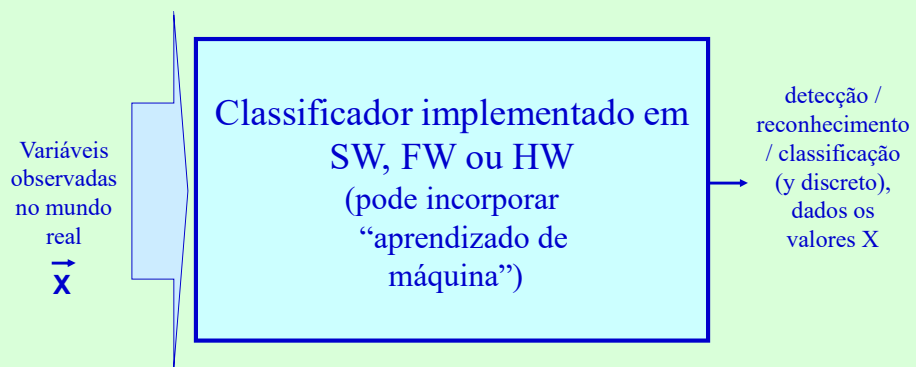 Variáveis
observadas
no mundo
real
X
Classificador implementado em
SW, FW ou HW
(pode incorporar
“aprendizado de
máquina”)
detecção /
reconhecimento
/ classificação
(y discreto),
dados os
valores X